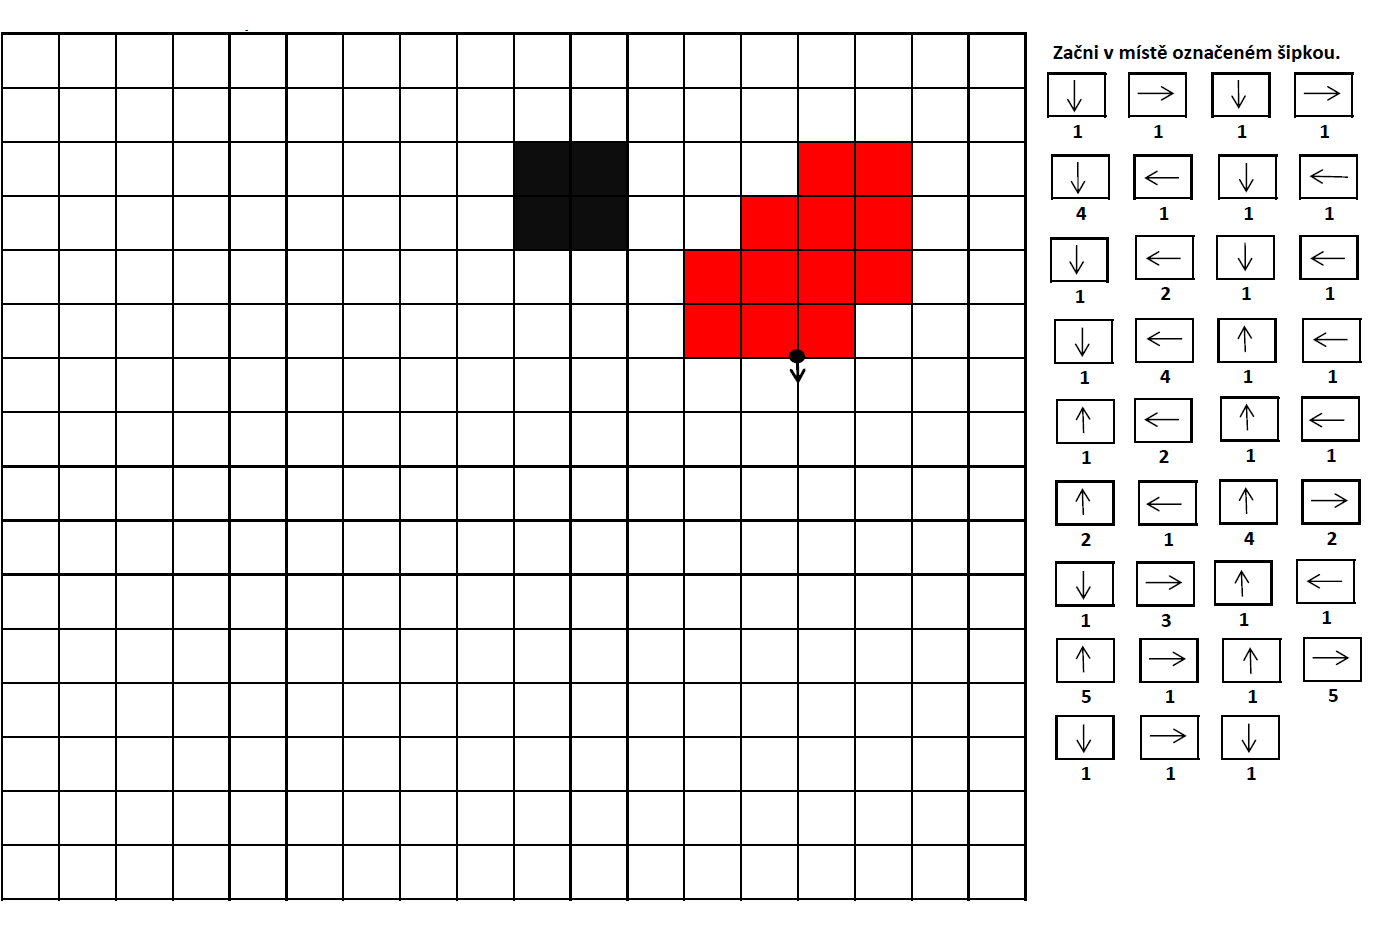 Začni v místě označeném šipkou.
↓ → ↓ →
1 1 1 1
↓ ← ↓ ←
4 1 1 1
↓ ← ↓ ←
1 2 1 1
↓ ← ↑ ←
1 4 1 1
↑ ← ↑ ←
1 2 1 1
↑ ← ↑ →
2 1 4 2
↓ → ↑ ←
1 3 1 1
↑ → ↑ →
5 1 1 5
↓ → ↓
1 1 1